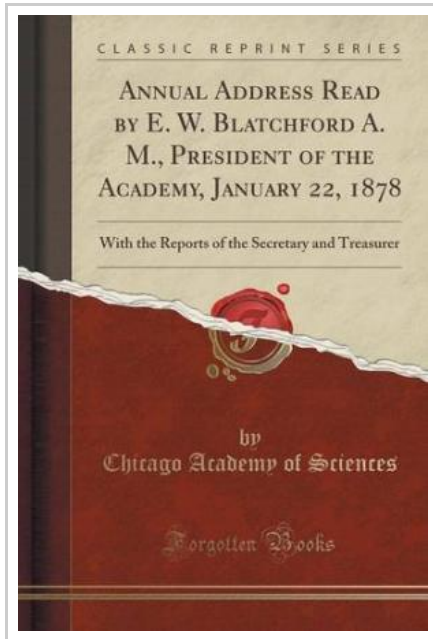 CLASSIC REPRINT SERIES
ANNUAL ADDRESS READ
BY E. W. BLATCHFORD A.
M., PRESIDENT OF THE
ACADEMY, JANUARY 22, 1878
With the Reports of the Secretary and Treasurer
by
Chicago Academy of Sciences
Forgotten Books